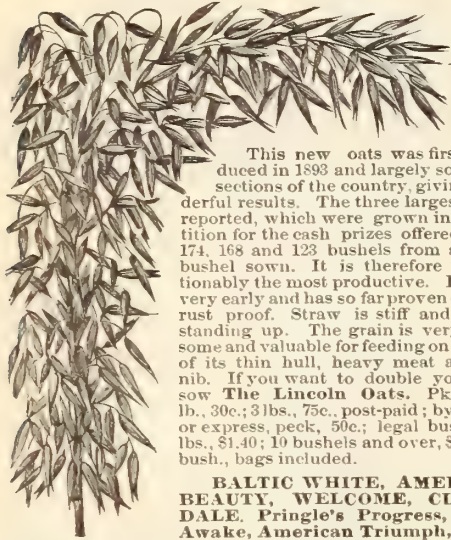 This new oats was firs
duced in 1893 and largely so
sections of the country, givi
derful results. The three larges
reported, which were grown in
tition for the cash prizes offere
174, 168 and 123 bushels from s
bushel sown. It is therefore
tionably the most productive. I
very early and has so far proven
rust proof. Straw is stiff and
standing up. The grain is ver
some and valuable for feeding on
of its thin hull, heavy meat a
nib. If you want to double yo
sow The Lincoln Oats. Pk
lb., 30c.; 3 lbs., 75c., post-paid; by
or express, peck, 50c.; legal bus
lbs., $1.40; 10 bushels and over, $
bush., bags included.
BALTIC WHITE, AME
BEAUTY, WELCOME, CL
DALE. Pringle's Progress,
Awake, American Triumph,